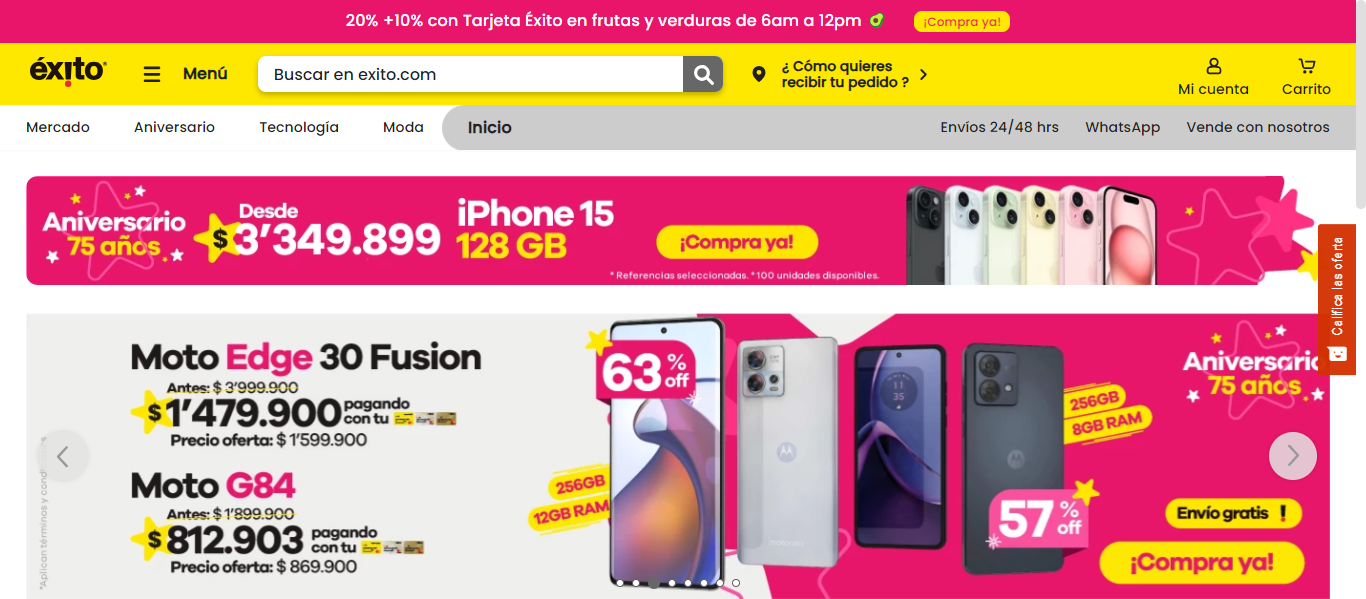 20% +10% con Tarjeta Éxito en frutas y verduras de 6am a 12pm
¡Compra ya!
éxito
Menú
Buscar en exito.com
¿ Cómo quieres
recibir tu pedido ?
Mi cuenta
Carrito
Mercado
Aniversario
Tecnología
Moda
Inicio
Envíos 24/48 hrs
WhatsApp
Vende con nosotros
Aniversario
75 años.
Desde
$3'349.899
iPhone 15
128 GB
¡Compra ya!
* Referencias seleccionadas. *100 unidades disponibles.
Califica las oferta
Moto Edge 30 Fusion
Antes: $ 3'999.900
$1'479.900 pagando
con tu
Precio oferta: $ 1'599.900
Moto G84
Antes: $ 1'899.900
$812.903 pagando
con tu
Precio oferta: $ 869.900
*Aplican términos y cond
63% off
256GB
12GB RAM
11
35
256GB
8GB RAM
57% off
motorola
Aniversario
75 años.
Envío gratis !
¡Compra ya!